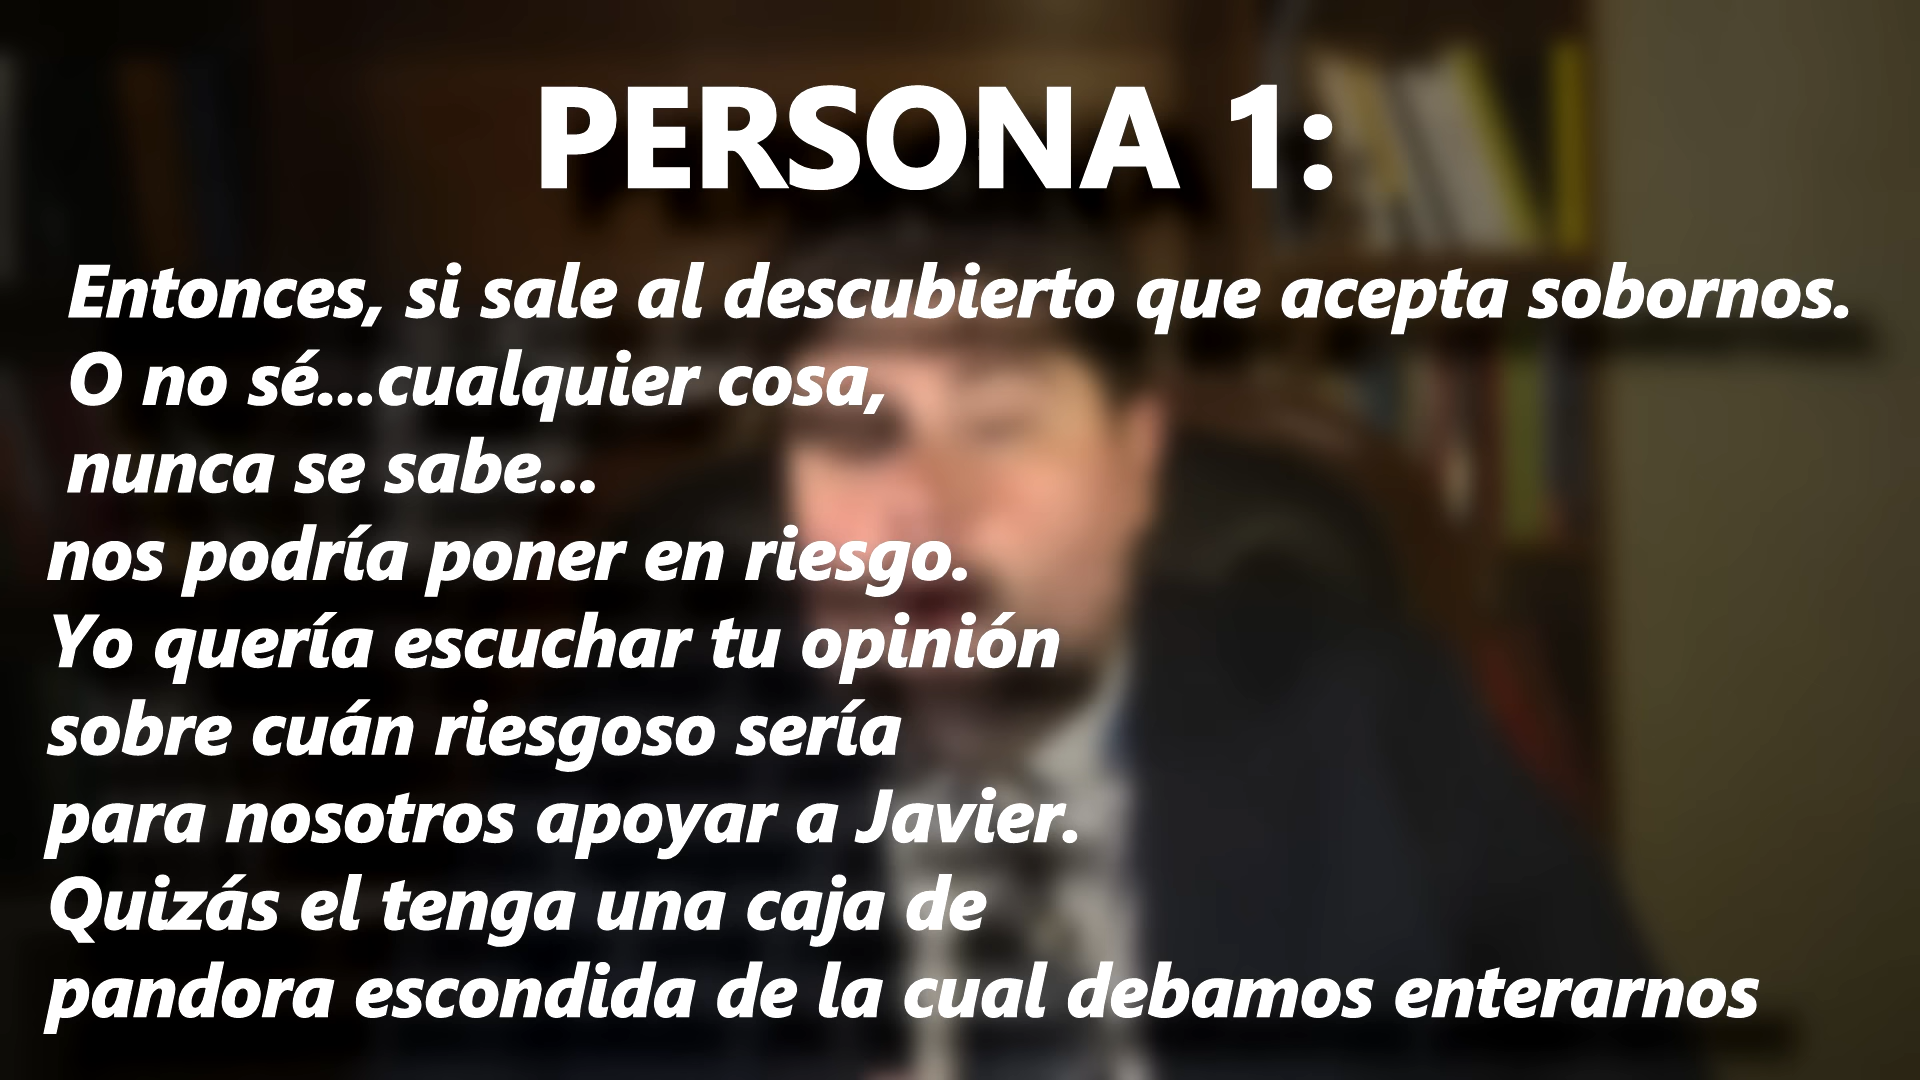 PERSONA 1:
Entonces, si sale al descubierto que acepta sobornos.
O no sé...cualquier cosa,
nunca se sabe...
nos podría poner en riesgo.
Yo quería escuchar tu opinión
sobre cuán riesgoso sería
para nosotros apoyar a Javier.
Quizás el tenga una caja de
pandora escondida de la cual debamos enterarnos